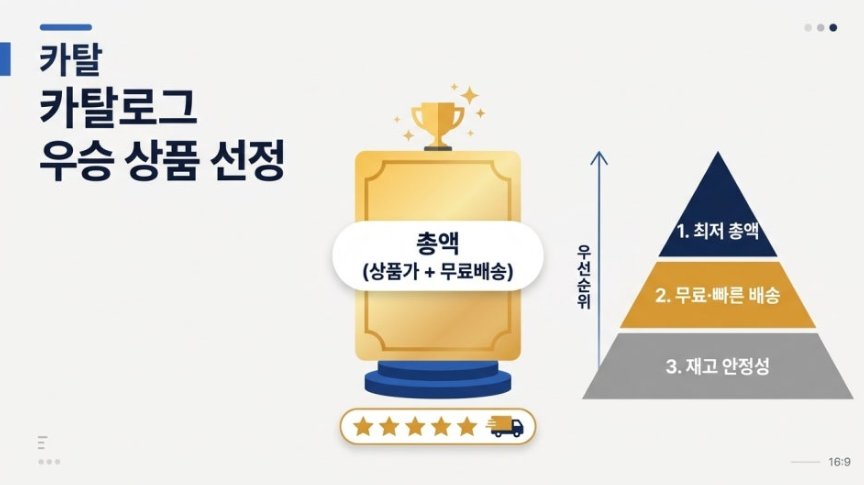 카탈
카탈로그
우승 상품 선정
총액
(상품가 + 무료배송)
우선순위
1. 최저 총액
2. 무료·빠른 배송
3. 재고 안정성
16:9